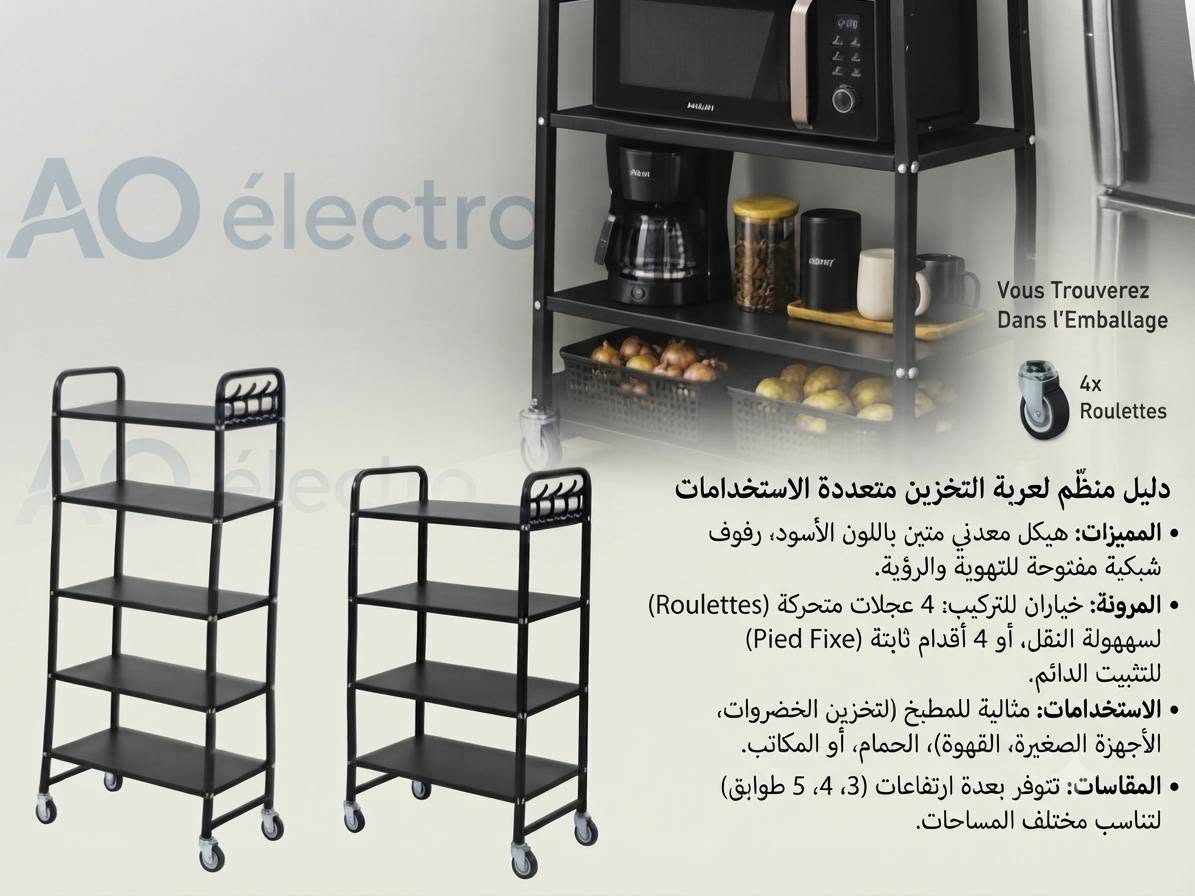 AO électro
Vous Trouverez
Dans l'Emballage
4x
Roulettes
AO électro
دليل منظّم لعربة التخزين متعددة الاستخدامات
• المميزات: هيكل معدني متين باللون الأسود، رفوف
شبكية مفتوحة للتهوية والرؤية.
• المرونة: خياران للتركيب: 4 عجلات متحركة (Roulettes)
لسههولة النقل، أو 4 أقدام ثابتة (Pied Fixe)
للتثبيت الدائم.
• الاستخدامات: مثالية للمطبخ (لتخزين الخضروات،
الأجهزة الصغيرة، القهوة)، الحمام، أو المكاتب.
• المقاسات: تتوفر بعدة ارتفاعات (3، 4، 5 طوابق)
لتناسب مختلف المساحات.